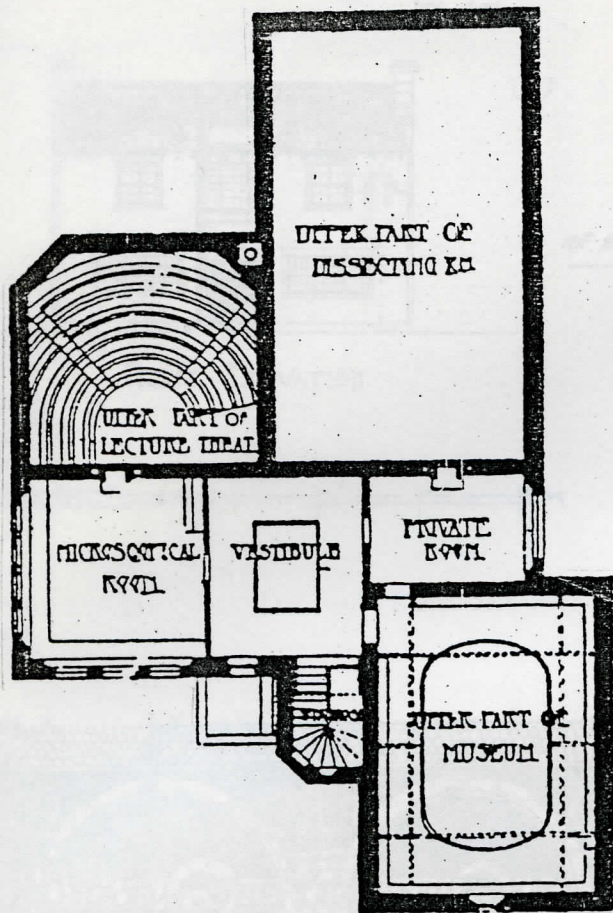 UPPER PART OF
DISSECTING RM
UPPER PART OF
LECTURE THEAT
MICROSCOPICAL
ROOM
VESTIBULE
PRIVATE
ROOM
UPPER PART OF
MUSEUM